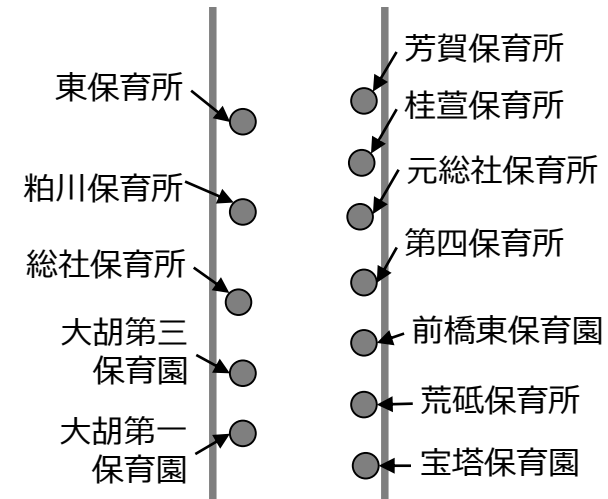 東保育所
粕川保育所
総社保育所
大胡第三
保育園
大胡第一
保育園
芳賀保育所
桂萱保育所
元総社保育所
第四保育所
前橋東保育園
荒砥保育所
宝塔保育園